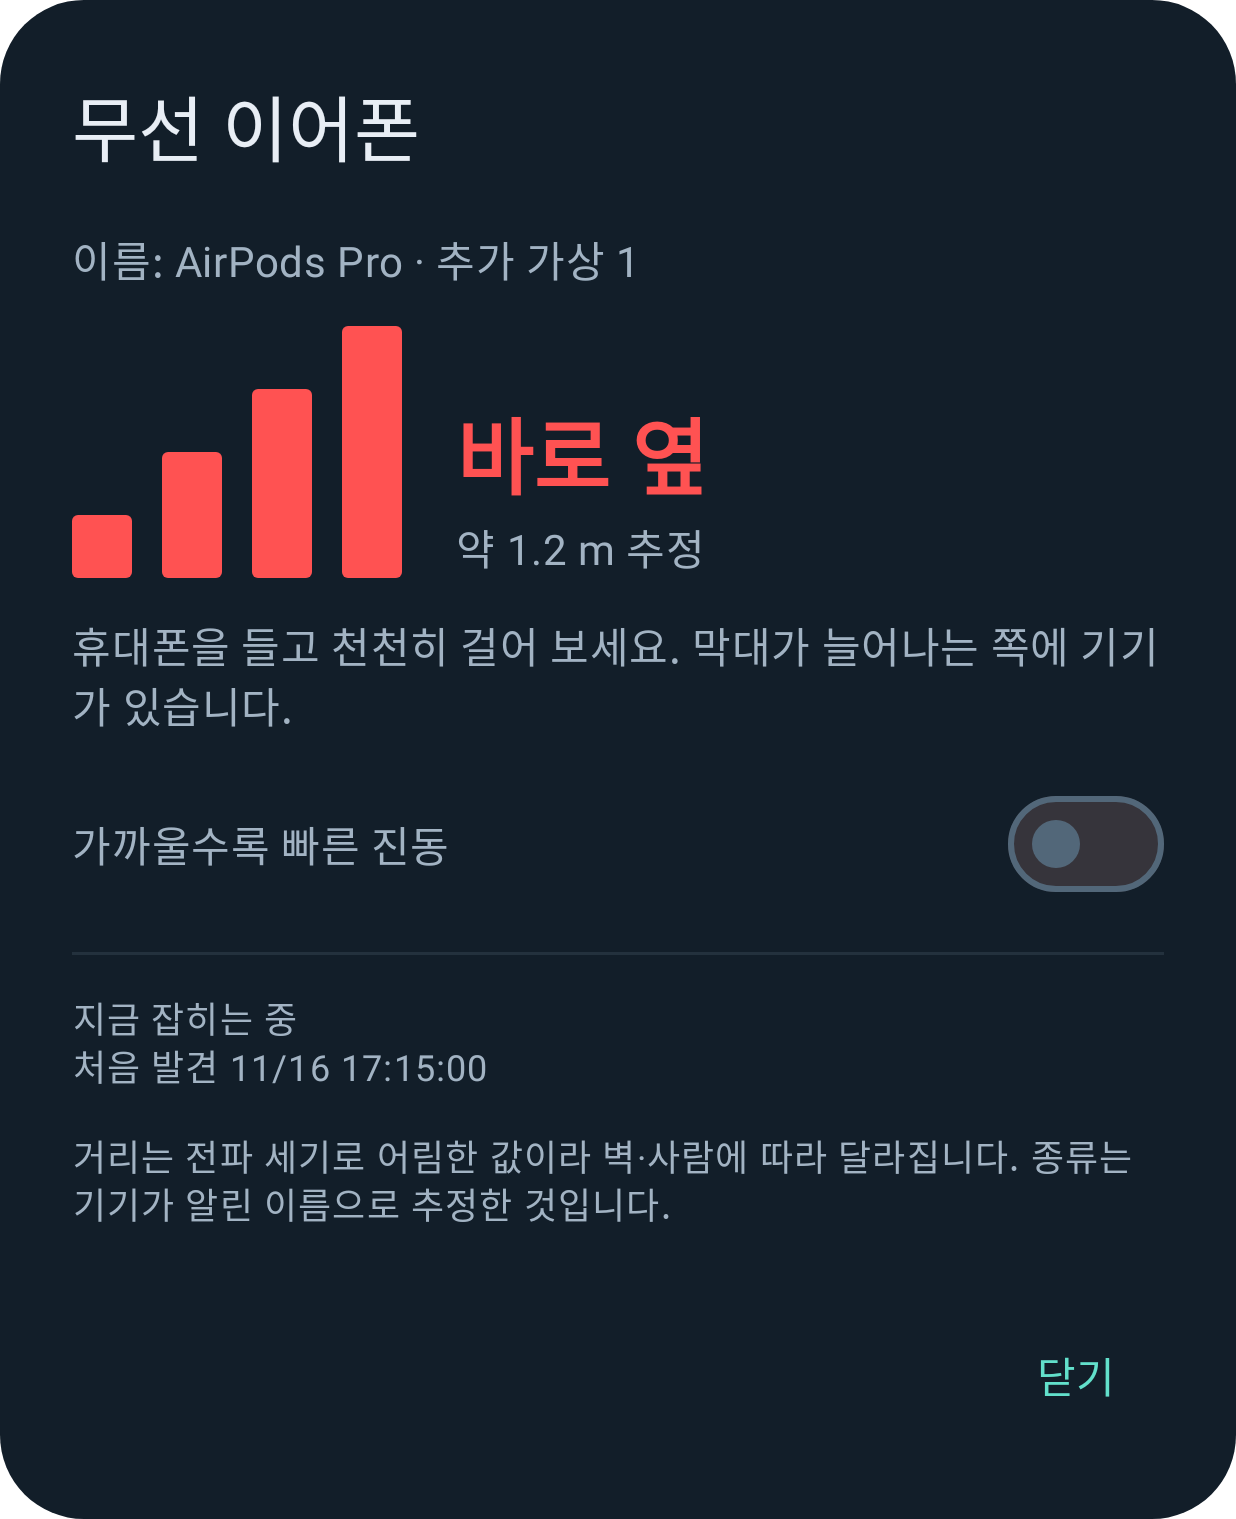 무선 이어폰
이름: AirPods Pro · 추가 가상 1
바로 옆
약 1.2 m 추정
휴대폰을 들고 천천히 걸어 보세요. 막대가 늘어나는 쪽에 기기
가 있습니다.
가까울수록 빠른 진동
지금 잡히는 중
처음 발견 11/16 17:15:00
거리는 전파 세기로 어림한 값이라 벽·사람에 따라 달라집니다. 종류는
기기가 알린 이름으로 추정한 것입니다.
닫기